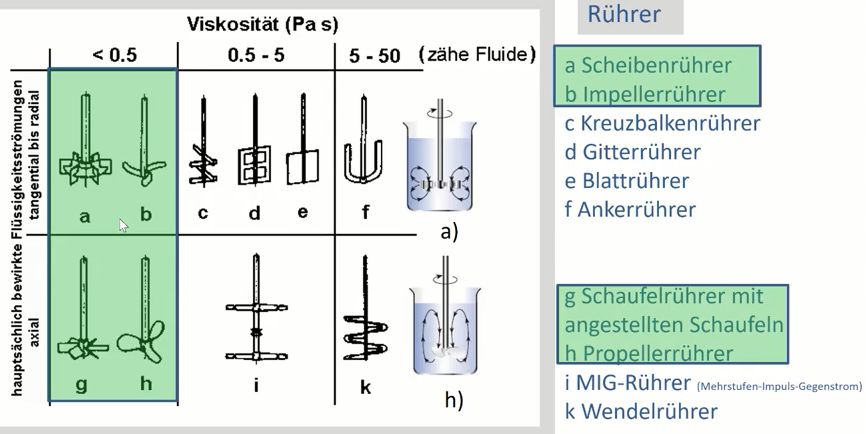 Viskosität (Pa s)
< 0.5
0.5 - 5
5 - 50
(zähe Fluide)
hauptsächlich bewirkte Flüssigkeitsströmungen
tangential bis radial
axial
a
b
c
d
e
f
a)
g
h
i
k
h)
Rührer
a Scheibenrührer
b Impellerrührer
c Kreuzbalkenrührer
d Gitterrührer
e Blattrührer
f Ankerrührer
g Schaufelrührer mit
angestellten Schaufeln
h Propellerrührer
i MIG-Rührer (Mehrstufen-Impuls-Gegenstrom)
k Wendelrührer